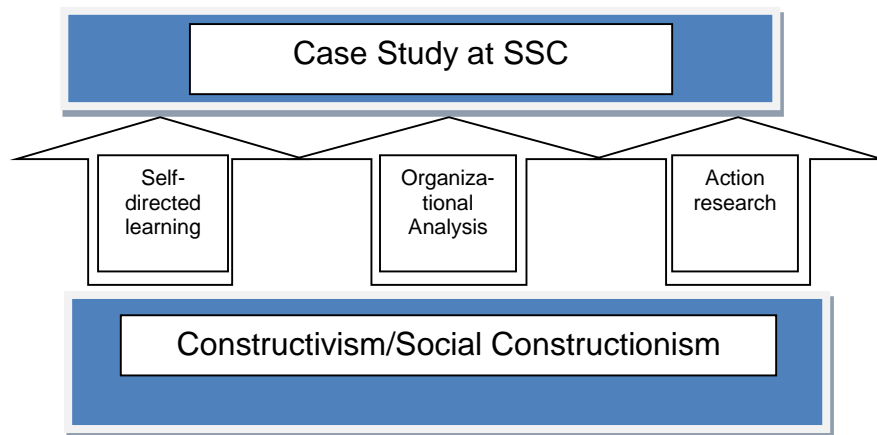 Case Study at SSC
Self-
directed
learning
Organiza-
tional
Analysis
Action
research
Constructivism/Social Constructionism